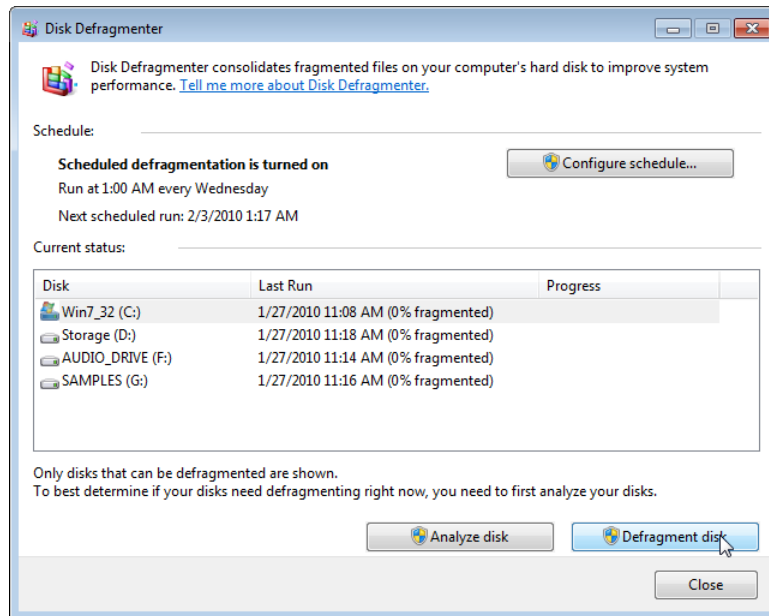 Disk Defragmenter
Disk Defragmenter consolidates fragmented files on your computer's hard disk to improve system
performance. Tell me more about Disk Defragmenter.
Schedule:
Scheduled defragmentation is turned on
Configure schedule...
Run at 1:00 AM every Wednesday
Next scheduled run: 2/3/2010 1:17 AM
Current status:
Disk Last Run Progress
Win7_32 (C:) 1/27/2010 11:08 AM (0% fragmented)
Storage (D:) 1/27/2010 11:18 AM (0% fragmented)
AUDIO_DRIVE (F:) 1/27/2010 11:14 AM (0% fragmented)
SAMPLES (G:) 1/27/2010 11:16 AM (0% fragmented)
Only disks that can be defragmented are shown.
To best determine if your disks need defragmenting right now, you need to first analyze your disks.
Analyze disk Defragment disk
Close